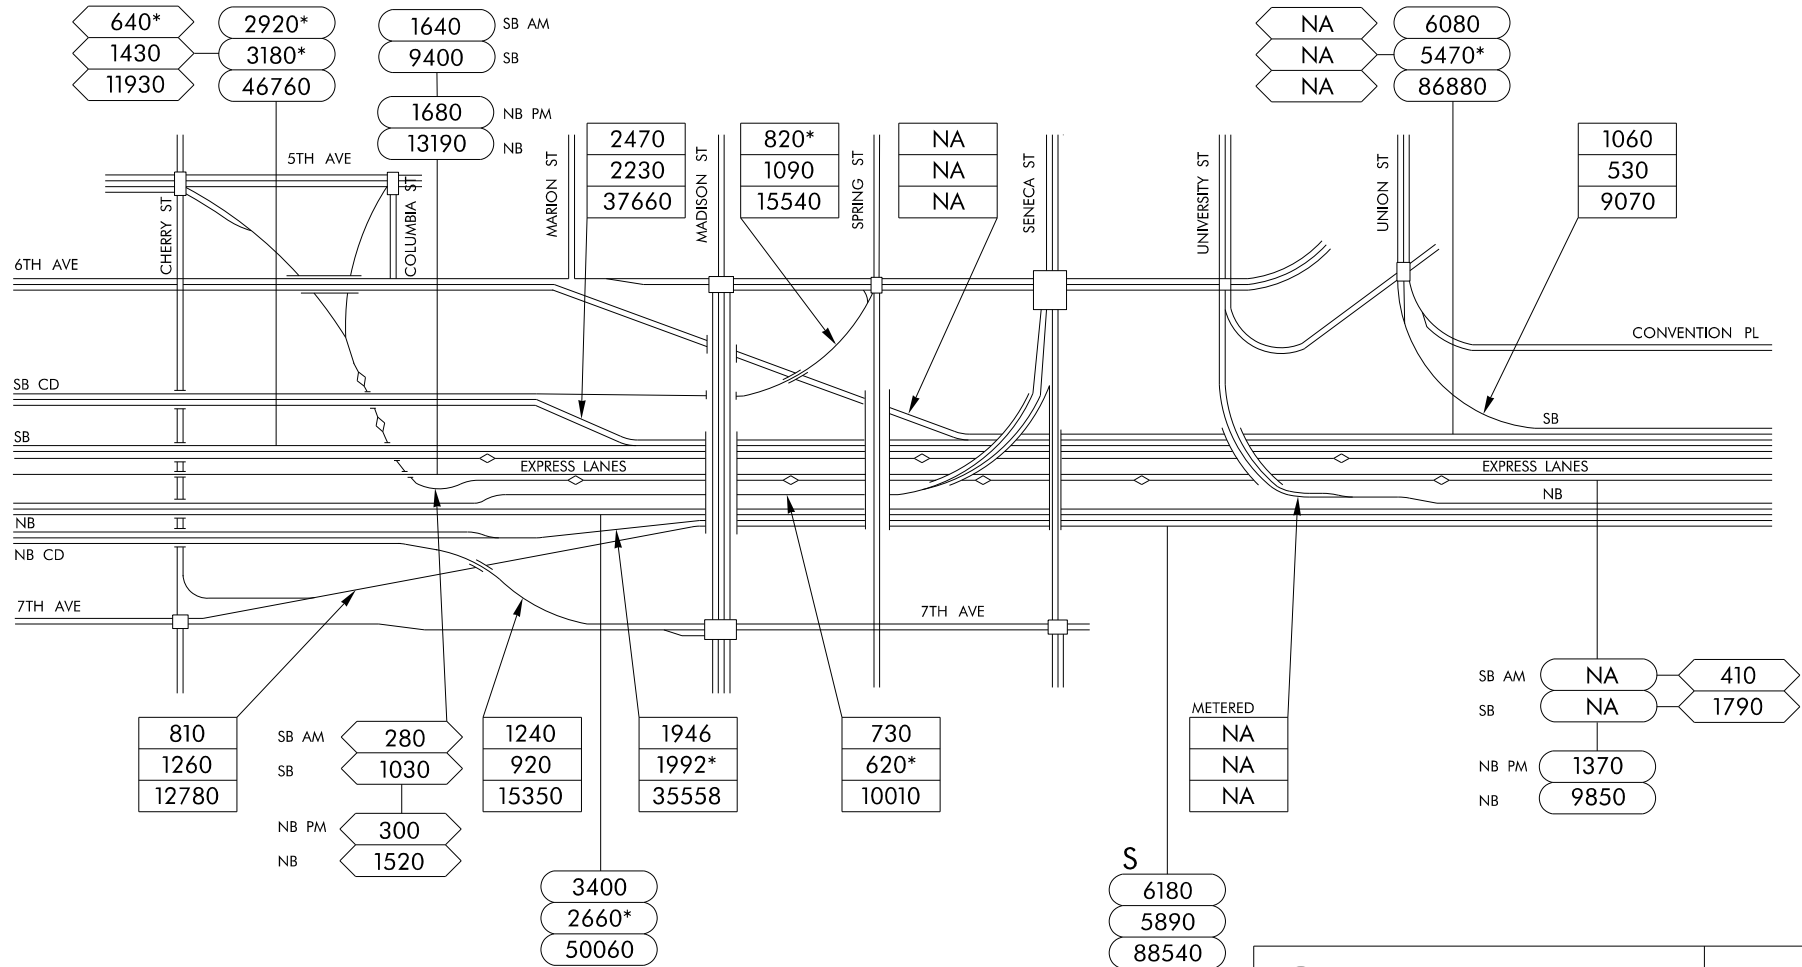 640*
1430
11930
2920*
3180*
46760
1640
9400
SB AM
SB
1680
13190
NB PM
NB
NA
NA
NA
6080
5470*
86880
2470
2230
37660
820*
1090
15540
NA
NA
NA
1060
530
9070
5TH AVE
CHERRY ST
COLUMBIA ST
MARION ST
MADISON ST
SPRING ST
SENECA ST
UNIVERSITY ST
UNION ST
6TH AVE
CONVENTION PL
SB CD
SB
SB
EXPRESS LANES
EXPRESS LANES
NB
NB
NB CD
7TH AVE
7TH AVE
810
1260
12780
SB AM
SB
280
1030
NB PM
NB
300
1520
1240
920
15350
1946
1992*
35558
730
620*
10010
METERED
NA
NA
NA
SB AM
SB
NA
NA
410
1790
NB PM
NB
1370
9850
3400
2660*
50060
S
6180
5890
88540